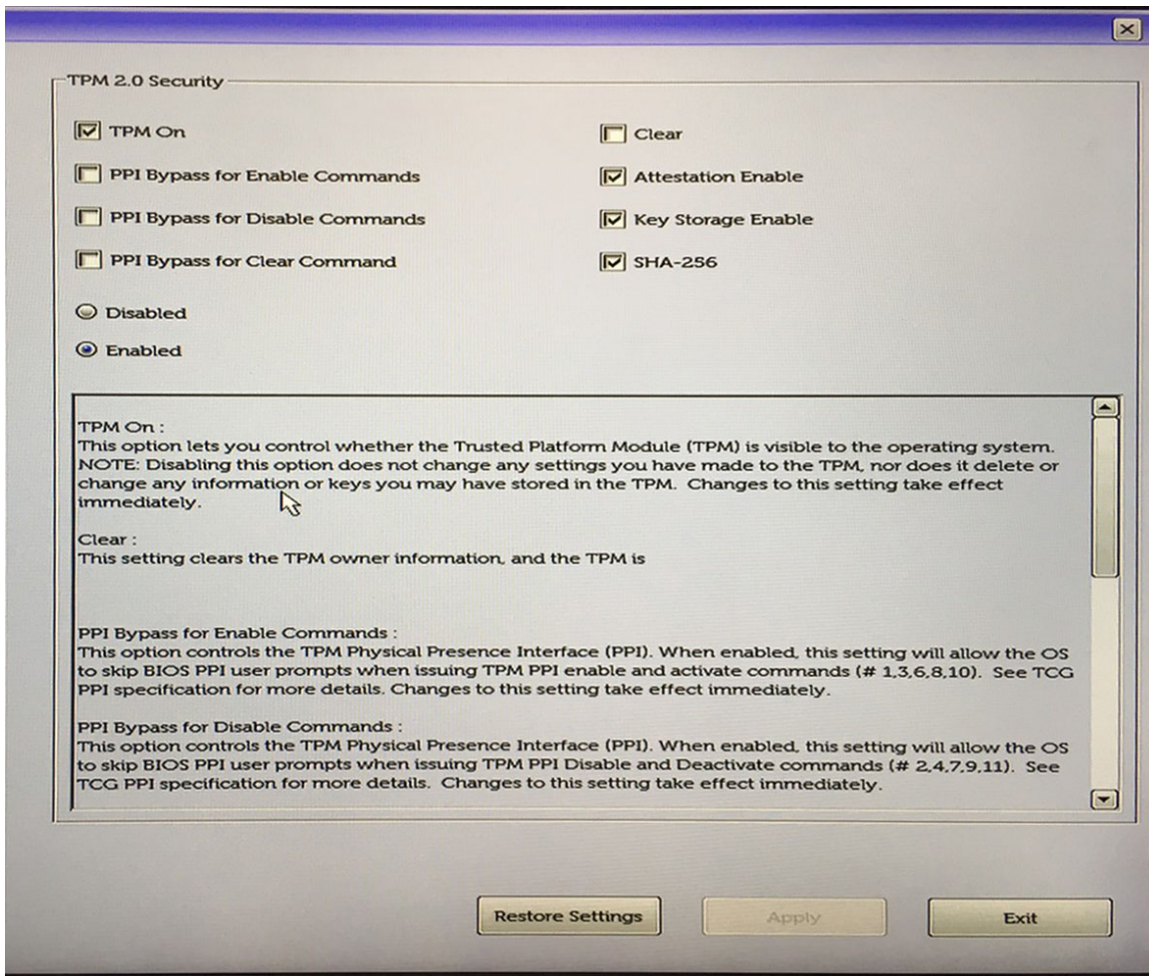 TPM 2.0 Security
TPM On
Clear
PPI Bypass for Enable Commands
Attestation Enable
PPI Bypass for Disable Commands
Key Storage Enable
PPI Bypass for Clear Command
SHA-256
Disabled
Enabled
TPM On :
This option lets you control whether the Trusted Platform Module (TPM) is visible to the operating system.
NOTE: Disabling this option does not change any settings you have made to the TPM, nor does it delete or
change any information or keys you may have stored in the TPM. Changes to this setting take effect
immediately.
Clear :
This setting clears the TPM owner information, and the TPM is
PPI Bypass for Enable Commands :
This option controls the TPM Physical Presence Interface (PPI). When enabled, this setting will allow the OS
to skip BIOS PPI user prompts when issuing TPM PPI enable and activate commands (# 1,3,6,8,10). See TCG
PPI specification for more details. Changes to this setting take effect immediately.
PPI Bypass for Disable Commands :
This option controls the TPM Physical Presence Interface (PPI). When enabled, this setting will allow the OS
to skip BIOS PPI user prompts when issuing TPM PPI Disable and Deactivate commands (# 2,4,7,9,11). See
TCG PPI specification for more details. Changes to this setting take effect immediately.
Restore Settings
Apply
Exit